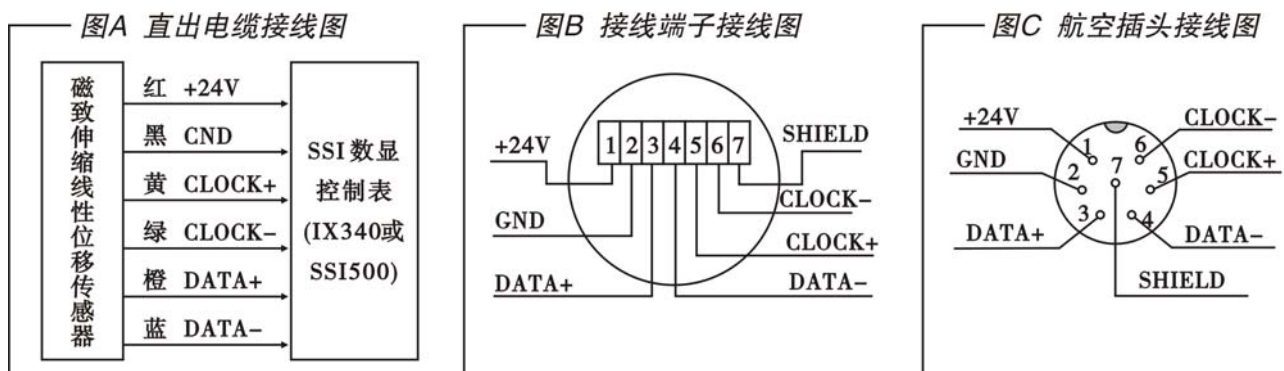 图A 直出电缆接线图
磁致伸缩线性位移传感器
红 +24V
黑 CND
黄 CLOCK+
绿 CLOCK-
橙 DATA+
蓝 DATA-
SSI数显
控制表
(IX340或
SSI500)
图B 接线端子接线图
1 2 3 4 5 6 7
+24V
GND
DATA+
SHIELD
CLOCK-
CLOCK+
DATA-
图C 航空插头接线图
+24V
GND
DATA+
1
2
3
7
6
5
4
CLOCK-
CLOCK+
DATA-
SHIELD